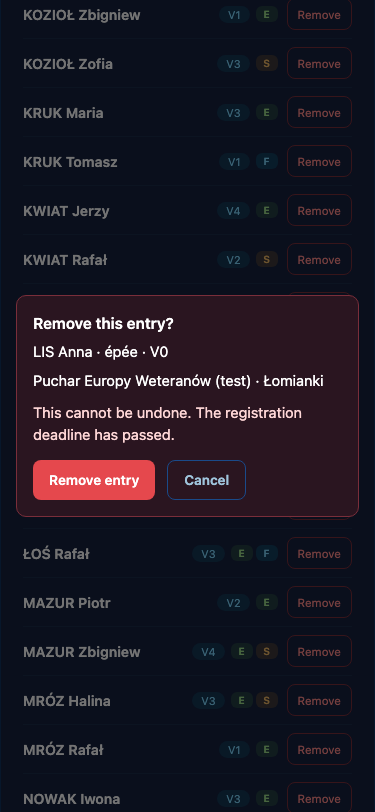 KOZIOŁ Zbigniew V1 E Remove
KOZIOŁ Zofia V3 S Remove
KRUK Maria V3 E Remove
KRUK Tomasz V1 F Remove
KWIAT Jerzy V4 E Remove
KWIAT Rafał V2 S Remove
Remove this entry?
LIS Anna · épée · V0
Puchar Europy Weteranów (test) · Łomianki
This cannot be undone. The registration
deadline has passed.
Remove entry Cancel
ŁOŚ Rafał V3 E F Remove
MAZUR Piotr V2 E Remove
MAZUR Zbigniew V4 E S Remove
MRÓZ Halina V3 E S Remove
MRÓZ Rafał V1 E Remove
NOWAK Iwona V3 E Remove